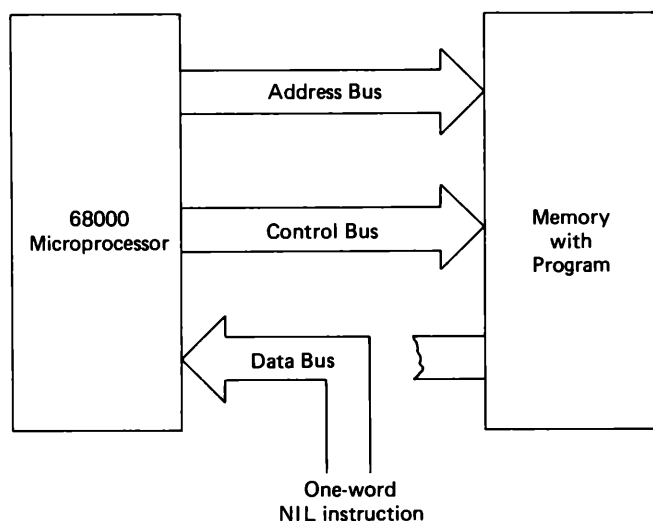 Address Bus
68000
Microprocessor
Control Bus
Memory
with
Program
Data Bus
One-word
NIL instruction